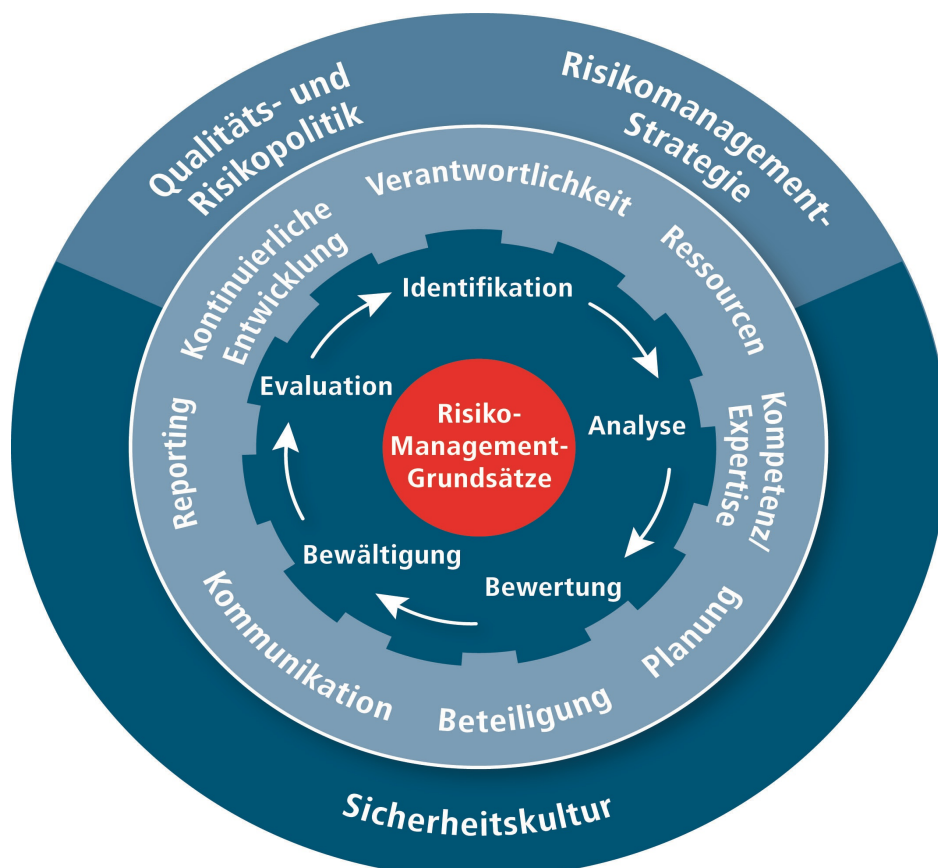 Qualitäts- und
Risikopolitik
Risikomanagement-
Strategie
Verantwortlichkeit
Ressourcen
Kompetenz/
Expertise
Planung
Beteiligung
Kommunikation
Reporting
Kontinuierliche
Entwicklung
Identifikation
Analyse
Bewertung
Bewältigung
Evaluation
Risiko-
Management-
Grundsätze
Sicherheitskultur